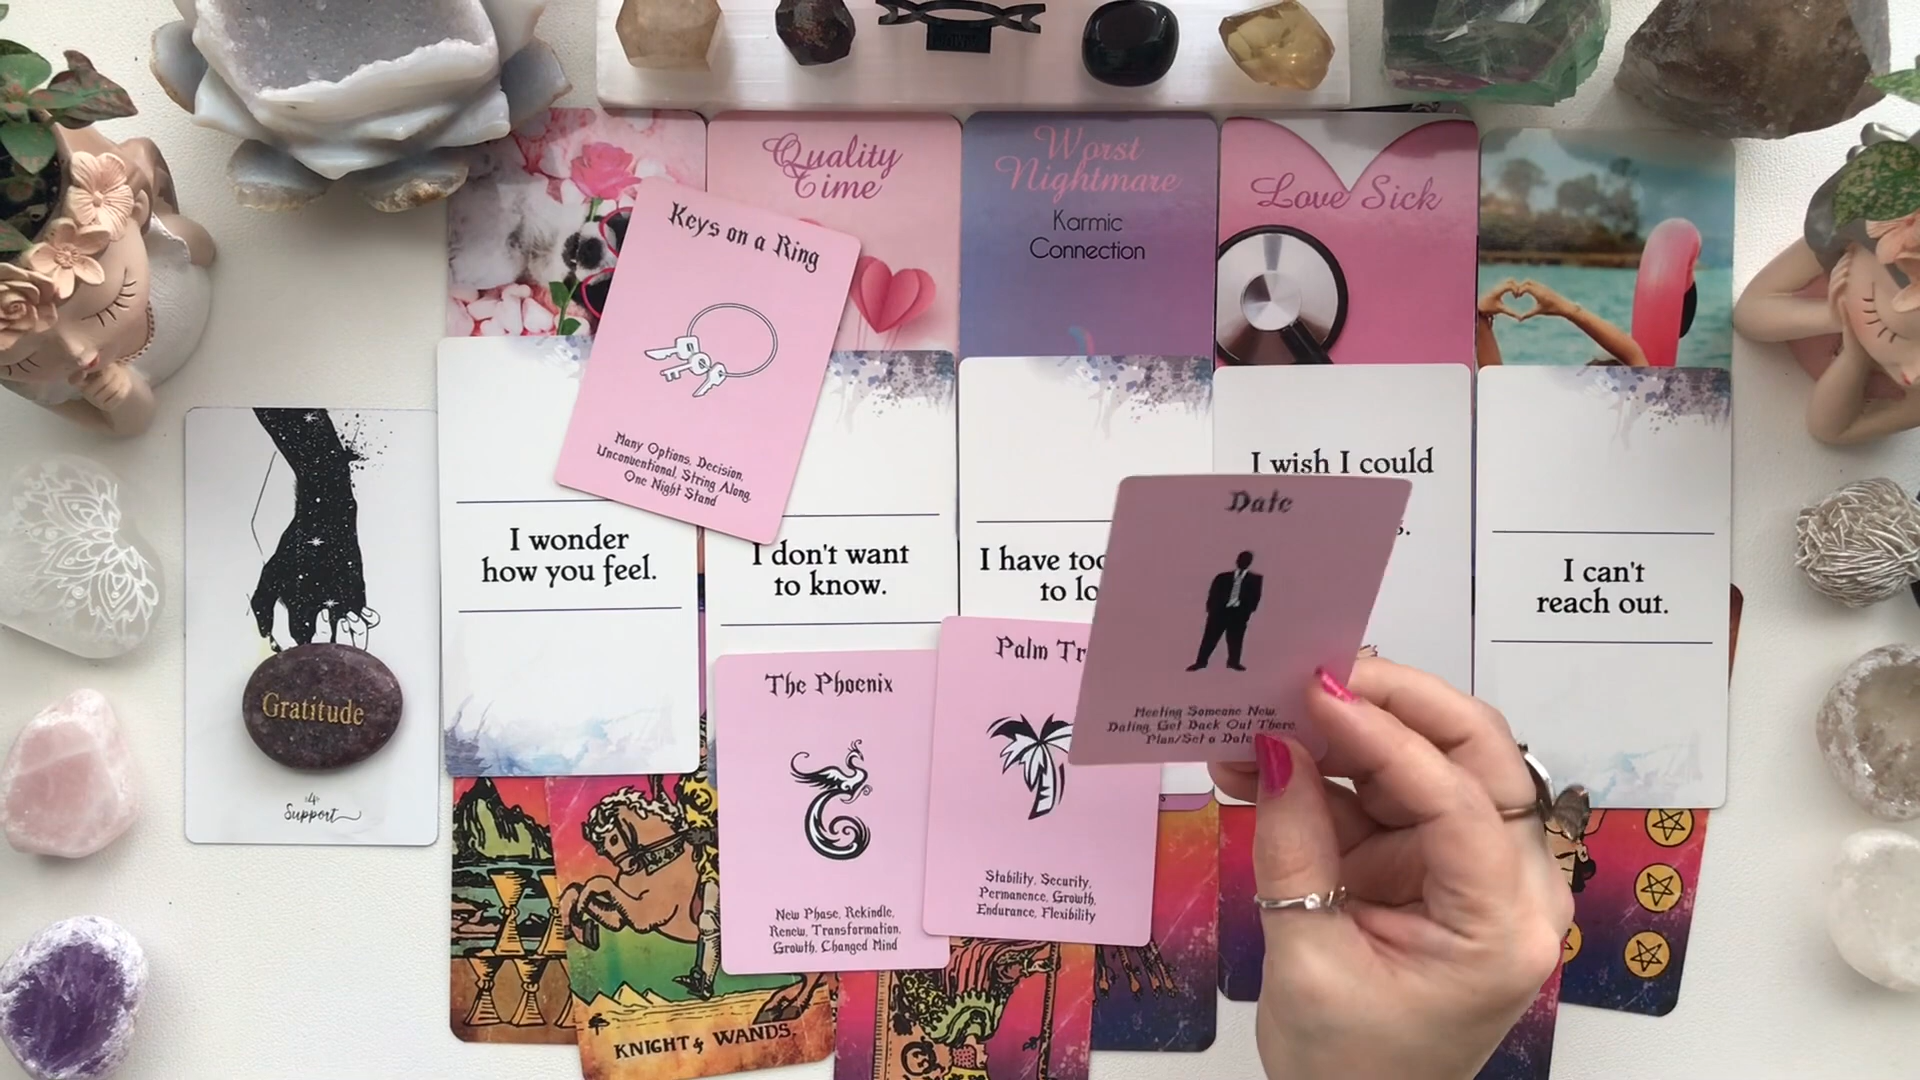 Quality
Time
Worst
Nightmare
Karmic
Connection
Love Sick
Keys on a Ring
Many Options, Decision,
Unconventional, String Along,
One Night Stand
I wonder
how you feel.
I don't want
to know.
I have too
to lo
I wish I could
s.
I can't
reach out.
Date
Meeting Someone New,
Dating, Get Back Out There,
Plan/Set a Date
Gratitude
Support
The Phoenix
New Phase, Rekindle,
Renew, Transformation,
Growth, Changed Mind
Palm Tr
Stability, Security,
Permanence, Growth,
Endurance, Flexibility
KNIGHT of WANDS.